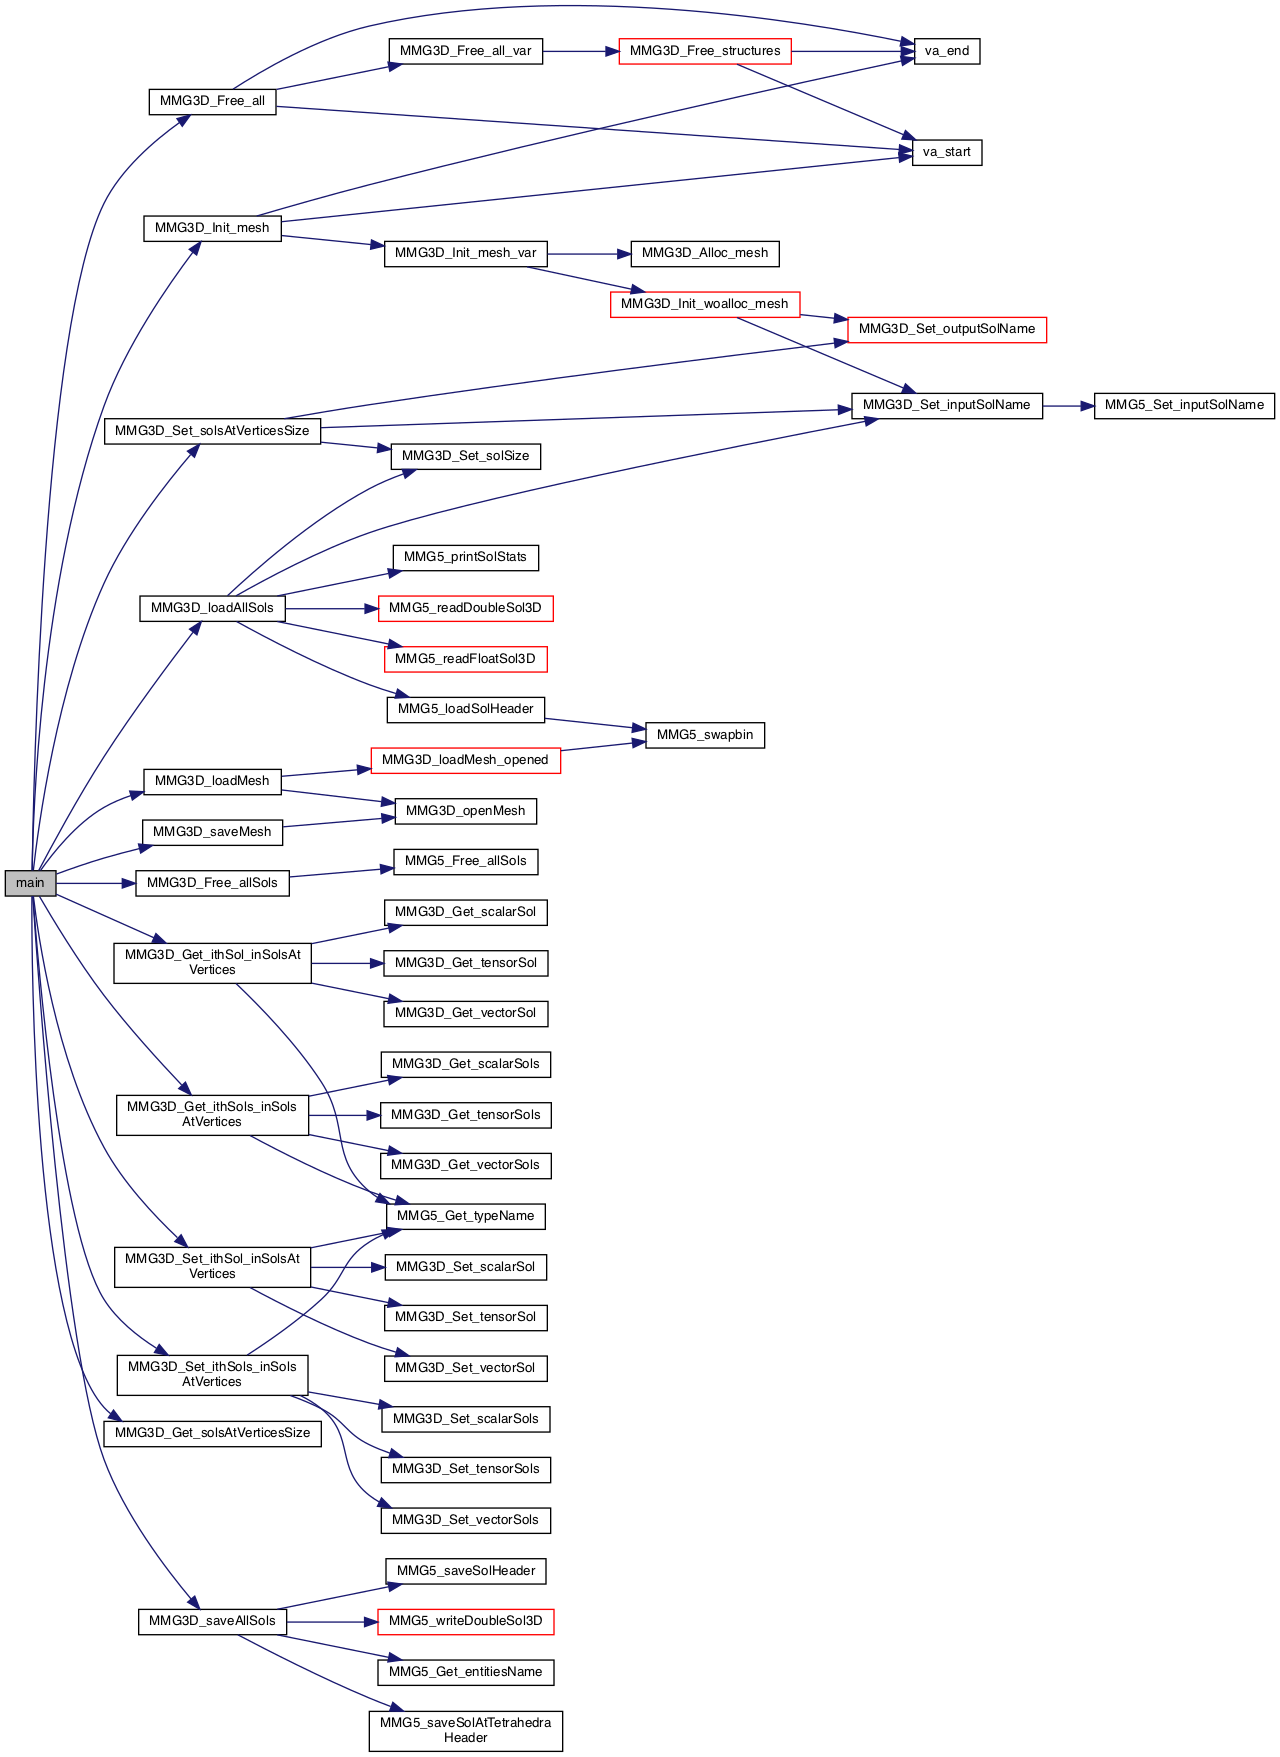 MMG3D_Free_all_var
MMG3D_Free_structures
va_end
MMG3D_Free_all
va_start
MMG3D_Init_mesh
MMG3D_Init_mesh_var
MMG3D_Alloc_mesh
MMG3D_Init_woalloc_mesh
MMG3D_Set_outputSolName
MMG3D_Set_inputSolName
MMG5_Set_inputSolName
MMG3D_Set_solsAtVerticesSize
MMG3D_Set_solSize
MMG5_printSolStats
MMG3D_loadAllSols
MMG5_readDoubleSol3D
MMG5_readFloatSol3D
MMG5_loadSolHeader
MMG5_swapbin
MMG3D_loadMesh_opened
MMG3D_loadMesh
MMG3D_openMesh
MMG3D_saveMesh
MMG5_Free_allSols
main
MMG3D_Free_allSols
MMG3D_Get_scalarSol
MMG3D_Get_ithSol_inSolsAt
Vertices
MMG3D_Get_tensorSol
MMG3D_Get_vectorSol
MMG3D_Get_scalarSols
MMG3D_Get_ithSols_inSols
AtVertices
MMG3D_Get_tensorSols
MMG3D_Get_vectorSols
MMG5_Get_typeName
MMG3D_Set_ithSol_inSolsAt
Vertices
MMG3D_Set_scalarSol
MMG3D_Set_tensorSol
MMG3D_Set_vectorSol
MMG3D_Set_ithSols_inSols
AtVertices
MMG3D_Set_scalarSols
MMG3D_Get_solsAtVerticesSize
MMG3D_Set_tensorSols
MMG3D_Set_vectorSols
MMG5_saveSolHeader
MMG3D_saveAllSols
MMG5_writeDoubleSol3D
MMG5_Get_entitiesName
MMG5_saveSolAtTetrahedra
Header